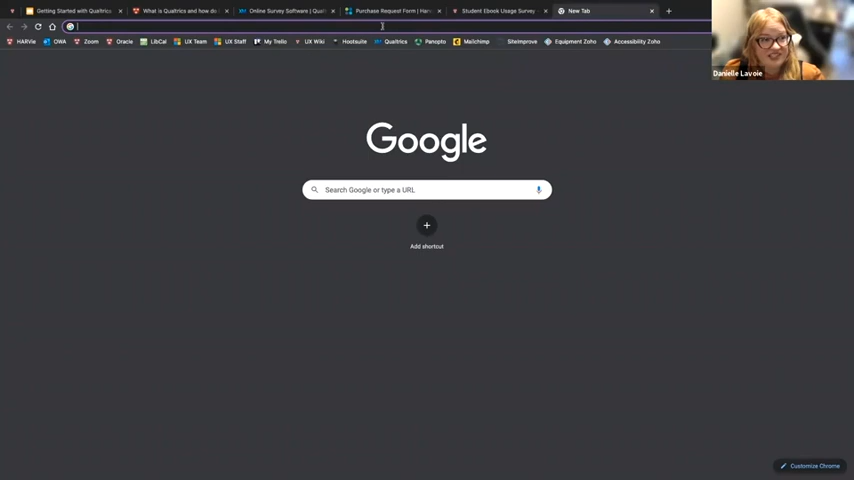 Getting Started with Qualtrics
What is Qualtrics and how do
Online Survey Software | Qualt
Purchase Request Form | Har
Student Ebook Usage Survey
New Tab
HARVie
OWA
Zoom
Oracle
LibCal
UX Team
UX Staff
My Trello
UX Wiki
Hootsuite
Qualtrics
Panopto
Mailchimp
Siteimprove
Equipment Zoho
Accessibility Zoho
Danielle Lavoie
Google
Search Google or type a URL
Add shortcut
Customize Chrome